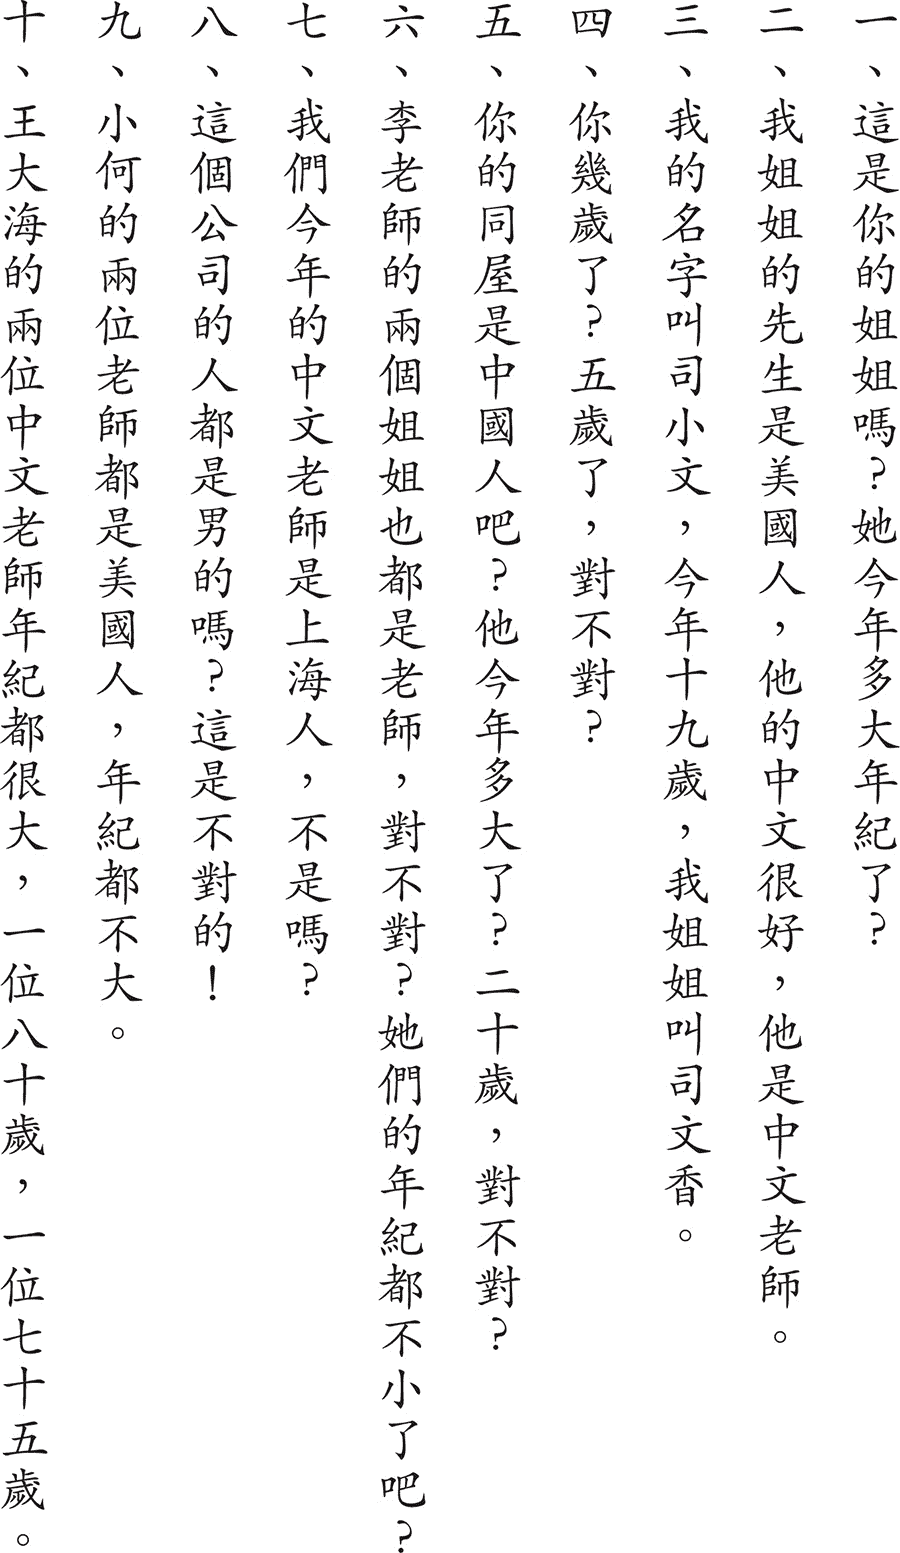 一、這是你的姐姐嗎？她今年多大年紀了？
二、我姐姐的先生是美國人，他的中文很好，他是中文老師。
三、我的名字叫司小文，今年十九歲，我姐姐叫司文香。
四、你幾歲了？五歲了，對不對？
五、你的同屋是中國人吧？他今年多大了？二十歲，對不對？
六、李老師的兩個姐姐也都是老師，對不對？她們的年紀都不小了吧？
七、我們今年的中文老師是上海人，不是嗎？
八、這個公司的人都是男的嗎？這是不對的！
九、小何的兩位老師都是美國人，年紀都不大。
十、王大海的兩位中文老師年紀都很大，一位八十歲，一位七十五歲。